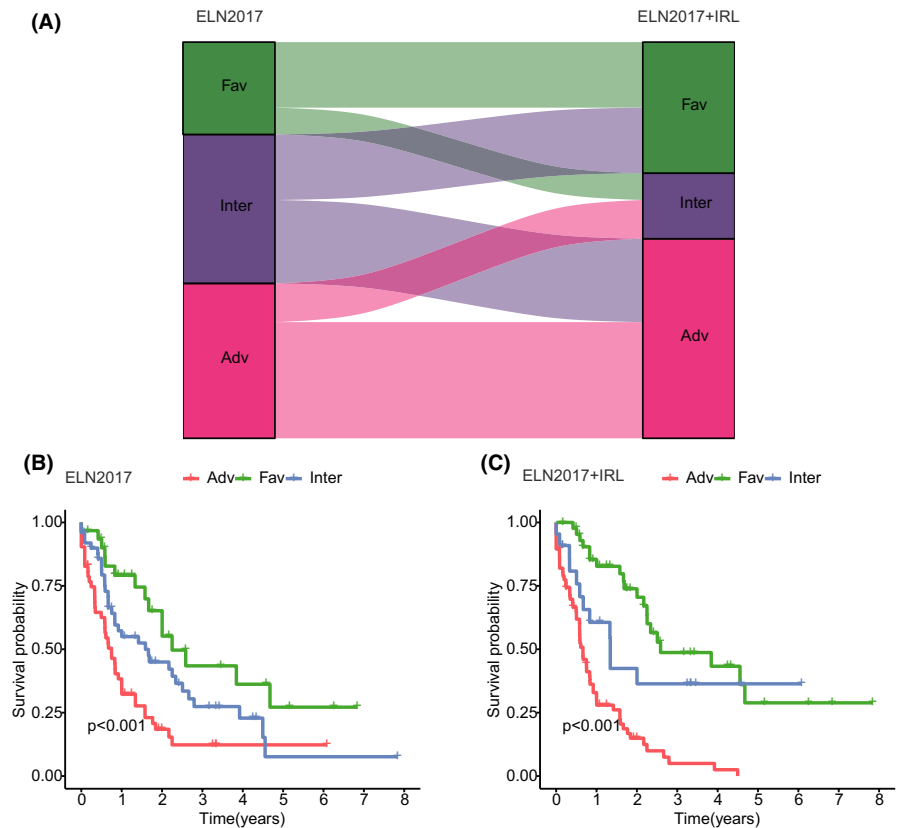 (A)
ELN2017
ELN2017+IRL
Fav
Inter
Adv
Fav
Inter
Adv
(B)
ELN2017
Adv Fav Inter
Survival probability
1.00
0.75
0.50
0.25
0.00
p<0.001
0 1 2 3 4 5 6 7 8
Time(years)
(C)
ELN2017+IRL
Adv Fav Inter
Survival probability
1.00
0.75
0.50
0.25
0.00
p<0.001
0 1 2 3 4 5 6 7 8
Time(years)